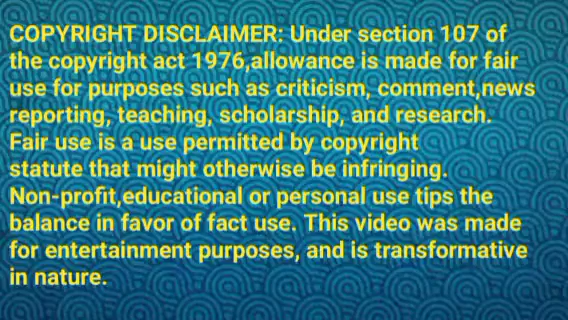 COPYRIGHT DISCLAIMER: Under section 107 of
the copyright act 1976,allowance is made for fair
use for purposes such as criticism, comment,news
reporting, teaching, scholarship, and research.
Fair use is a use permitted by copyright
statute that might otherwise be infringing.
Non-profit,educational or personal use tips the
balance in favor of fact use. This video was made
for entertainment purposes, and is transformative
in nature.